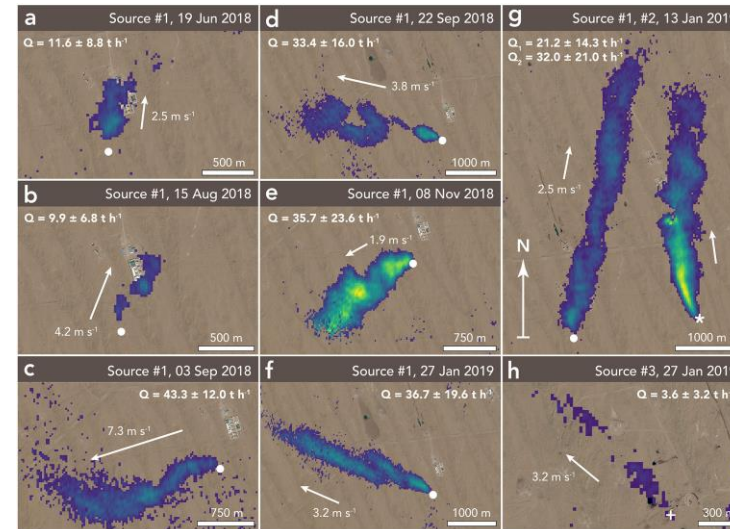 a Source #1, 19 Jun 2018
Q = 11.6 ± 8.8 t h⁻¹
2.5 m s⁻¹
500 m
b Source #1, 15 Aug 2018
Q = 9.9 ± 6.8 t h⁻¹
4.2 m s⁻¹
500 m
c Source #1, 03 Sep 2018
Q = 43.3 ± 12.0 t h⁻¹
7.3 m s⁻¹
750 m
d Source #1, 22 Sep 2018
Q = 33.4 ± 16.0 t h⁻¹
3.8 m s⁻¹
1000 m
e Source #1, 08 Nov 2018
Q = 35.7 ± 23.6 t h⁻¹
1.9 m s⁻¹
750 m
f Source #1, 27 Jan 2019
Q = 36.7 ± 19.6 t h⁻¹
3.2 m s⁻¹
1000 m
g Source #1, #2, 13 Jan 2019
Q₁ = 21.2 ± 14.3 t h⁻¹
Q₂ = 32.0 ± 21.0 t h⁻¹
2.5 m s⁻¹
N
1000 m
h Source #3, 27 Jan 2019
Q = 3.6 ± 3.2 t h⁻¹
3.2 m s⁻¹
300 m